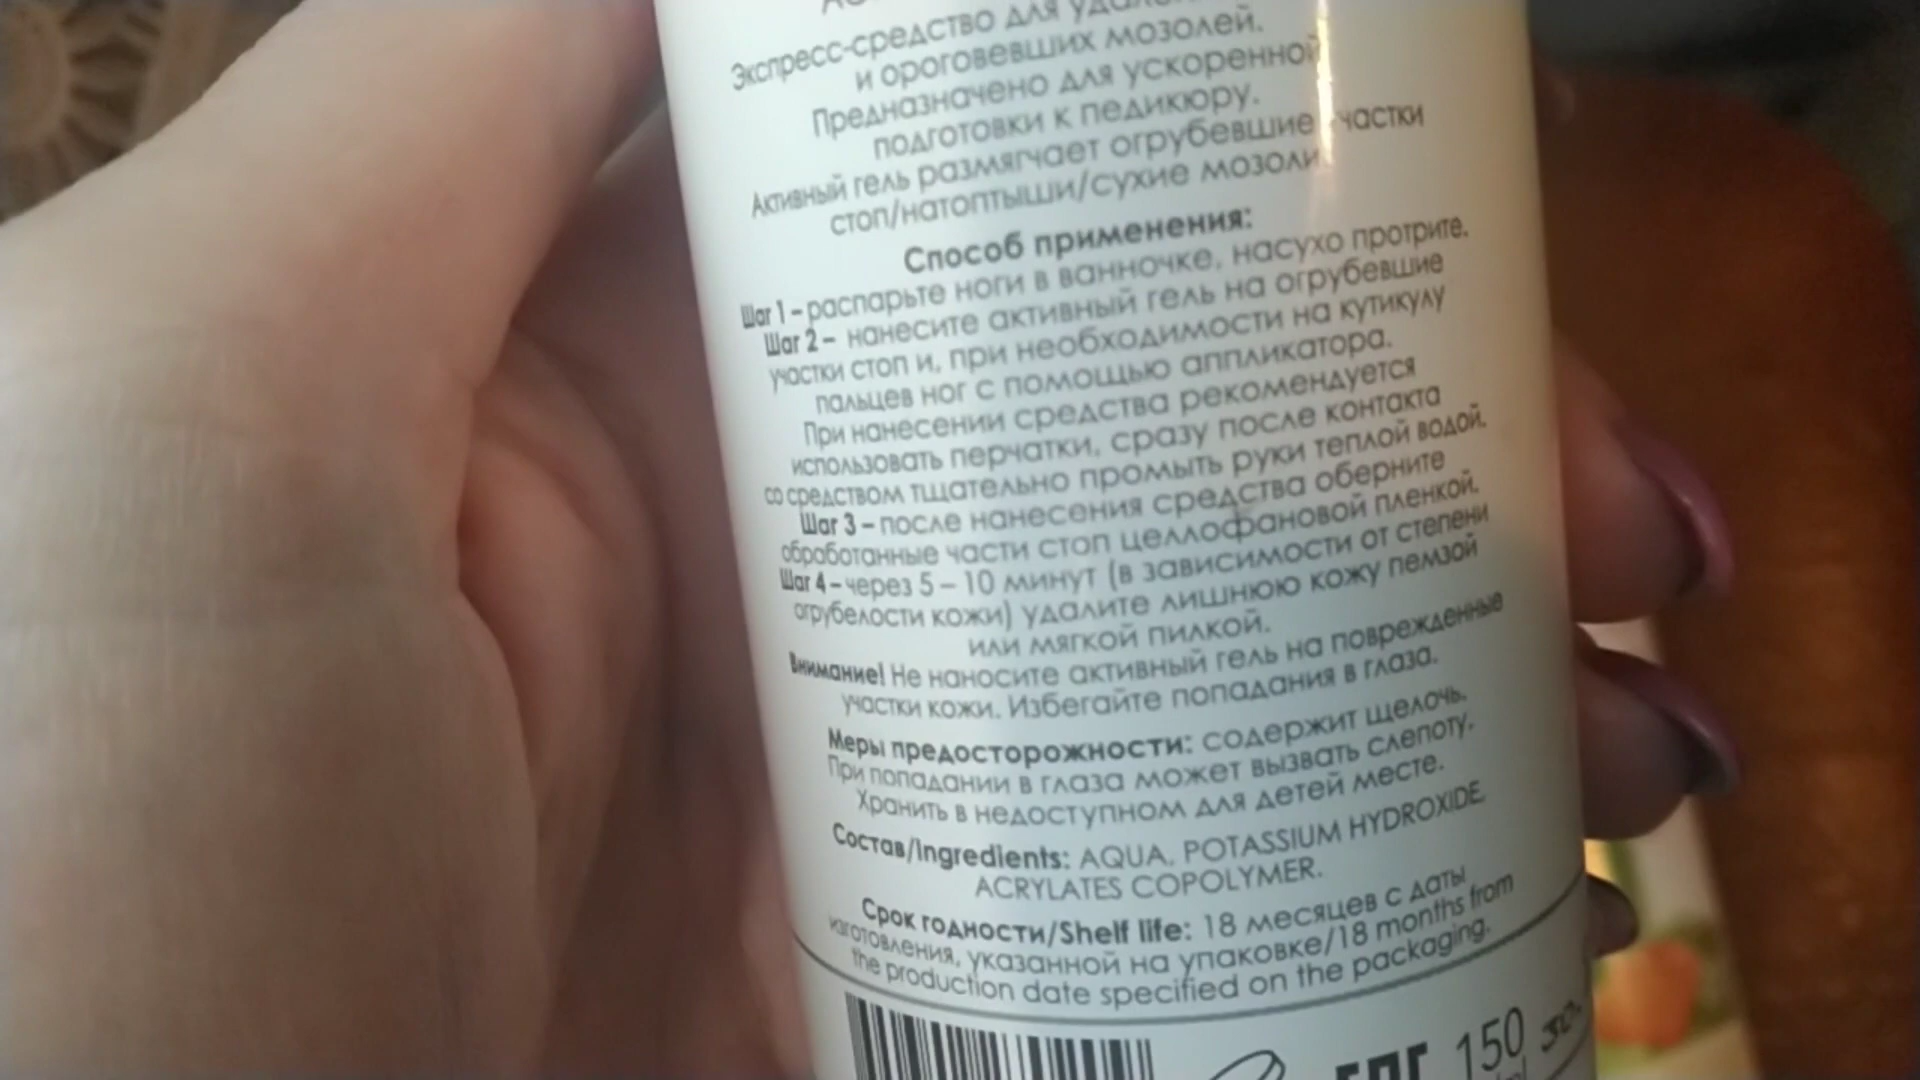 Экспресс-средство для
и ороговевших мозолей.
Предназначено для ускоренной
подготовки к педикюру.
Активный гель размягчает огрубевшие участки
стоп/натоптыши/сухие мозоли.
Способ применения:
Шаг 1 – распарьте ноги в ванночке, насухо протрите.
Шаг 2 – нанесите активный гель на огрубевшие
участки стоп и, при необходимости на кутикулу
пальцев ног с помощью аппликатора.
При нанесении средства рекомендуется
использовать перчатки, сразу после контакта
со средством тщательно промыть руки теплой водой.
Шаг 3 – после нанесения средства оберните
обработанные части стоп целлофановой пленкой.
Шаг 4 – через 5 – 10 минут (в зависимости от степени
огрубелости кожи) удалите лишнюю кожу пемзой
или мягкой пилкой.
Внимание! Не наносите активный гель на поврежденные
участки кожи. Избегайте попадания в глаза.
Меры предосторожности: содержит щелочь.
При попадании в глаза может вызвать слепоту.
Хранить в недоступном для детей месте.
Состав/Ingredients: AQUA, POTASSIUM HYDROXIDE,
ACRYLATES COPOLYMER.
Срок годности/Shelf life: 18 месяцев с даты
изготовления, указанной на упаковке/18 months from
the production date specified on the packaging.
150